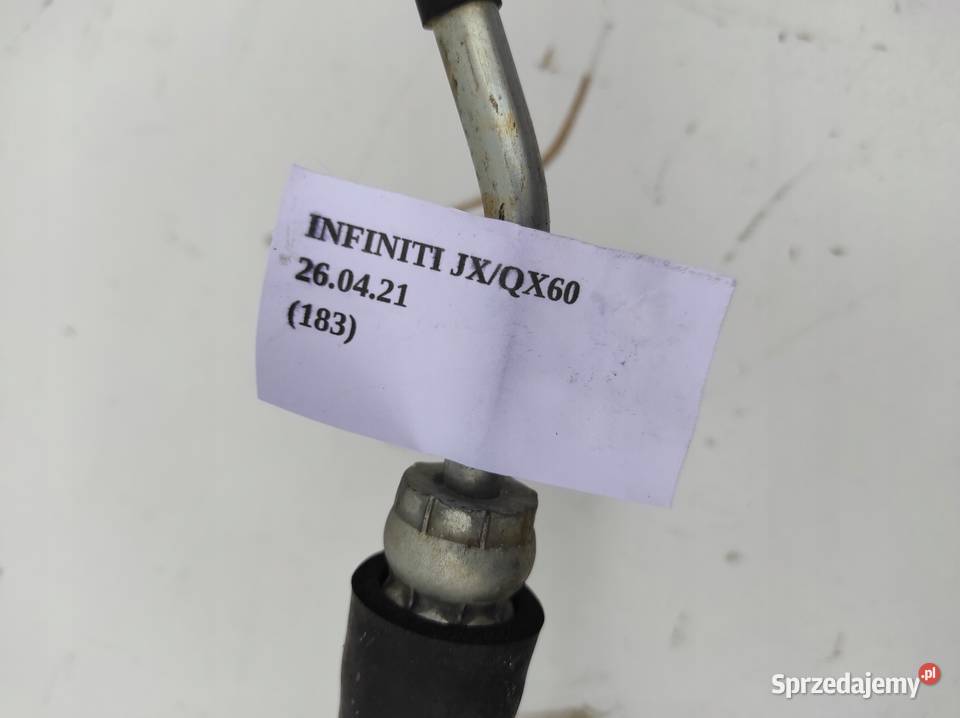 INFINITI JX/QX60
26.04.21
(183)
Sprzedajemy.pl